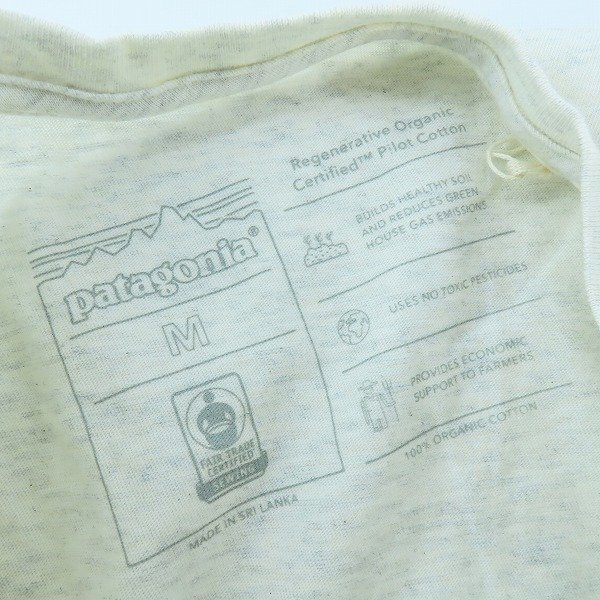 patagonia®
M
FAIR TRADE
CERTIFIED
SEWING
MADE IN SRI LANKA
Regenerative Organic
Certified™ Pilot Cotton
BUILDS HEALTHY SOIL
AND REDUCES GREEN
HOUSE GAS EMISSIONS
USES NO TOXIC PESTICIDES
PROVIDES ECONOMIC
SUPPORT TO FARMERS
100% ORGANIC COTTON